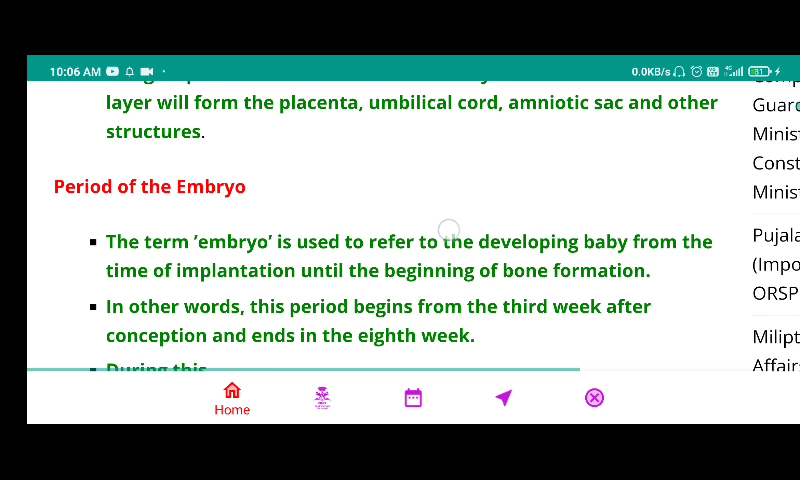 10:06 AM
0.0KB/s 4G 31
layer will form the placenta, umbilical cord, amniotic sac and other
structures.
Period of the Embryo
The term ‘embryo’ is used to refer to the developing baby from the
time of implantation until the beginning of bone formation.
In other words, this period begins from the third week after
conception and ends in the eighth week.
During this
Guard
Minist
Const
Minist
Pujala
(Impo
ORSP
Milipt
Affair
Home